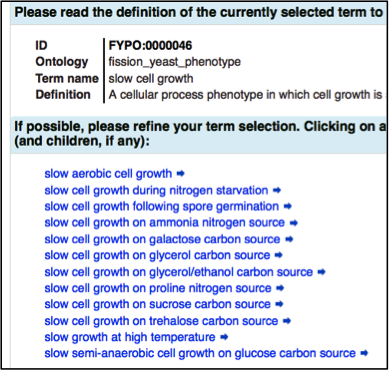 Please read the definition of the currently selected term to
ID FYPO:0000046
Ontology fission_yeast_phenotype
Term name slow cell growth
Definition A cellular process phenotype in which cell growth is
If possible, please refine your term selection. Clicking on a
(and children, if any):
slow aerobic cell growth ➡
slow cell growth during nitrogen starvation ➡
slow cell growth following spore germination ➡
slow cell growth on ammonia nitrogen source ➡
slow cell growth on galactose carbon source ➡
slow cell growth on glycerol carbon source ➡
slow cell growth on glycerol/ethanol carbon source ➡
slow cell growth on proline nitrogen source ➡
slow cell growth on sucrose carbon source ➡
slow cell growth on trehalose carbon source ➡
slow growth at high temperature ➡
slow semi-anaerobic cell growth on glucose carbon source ➡